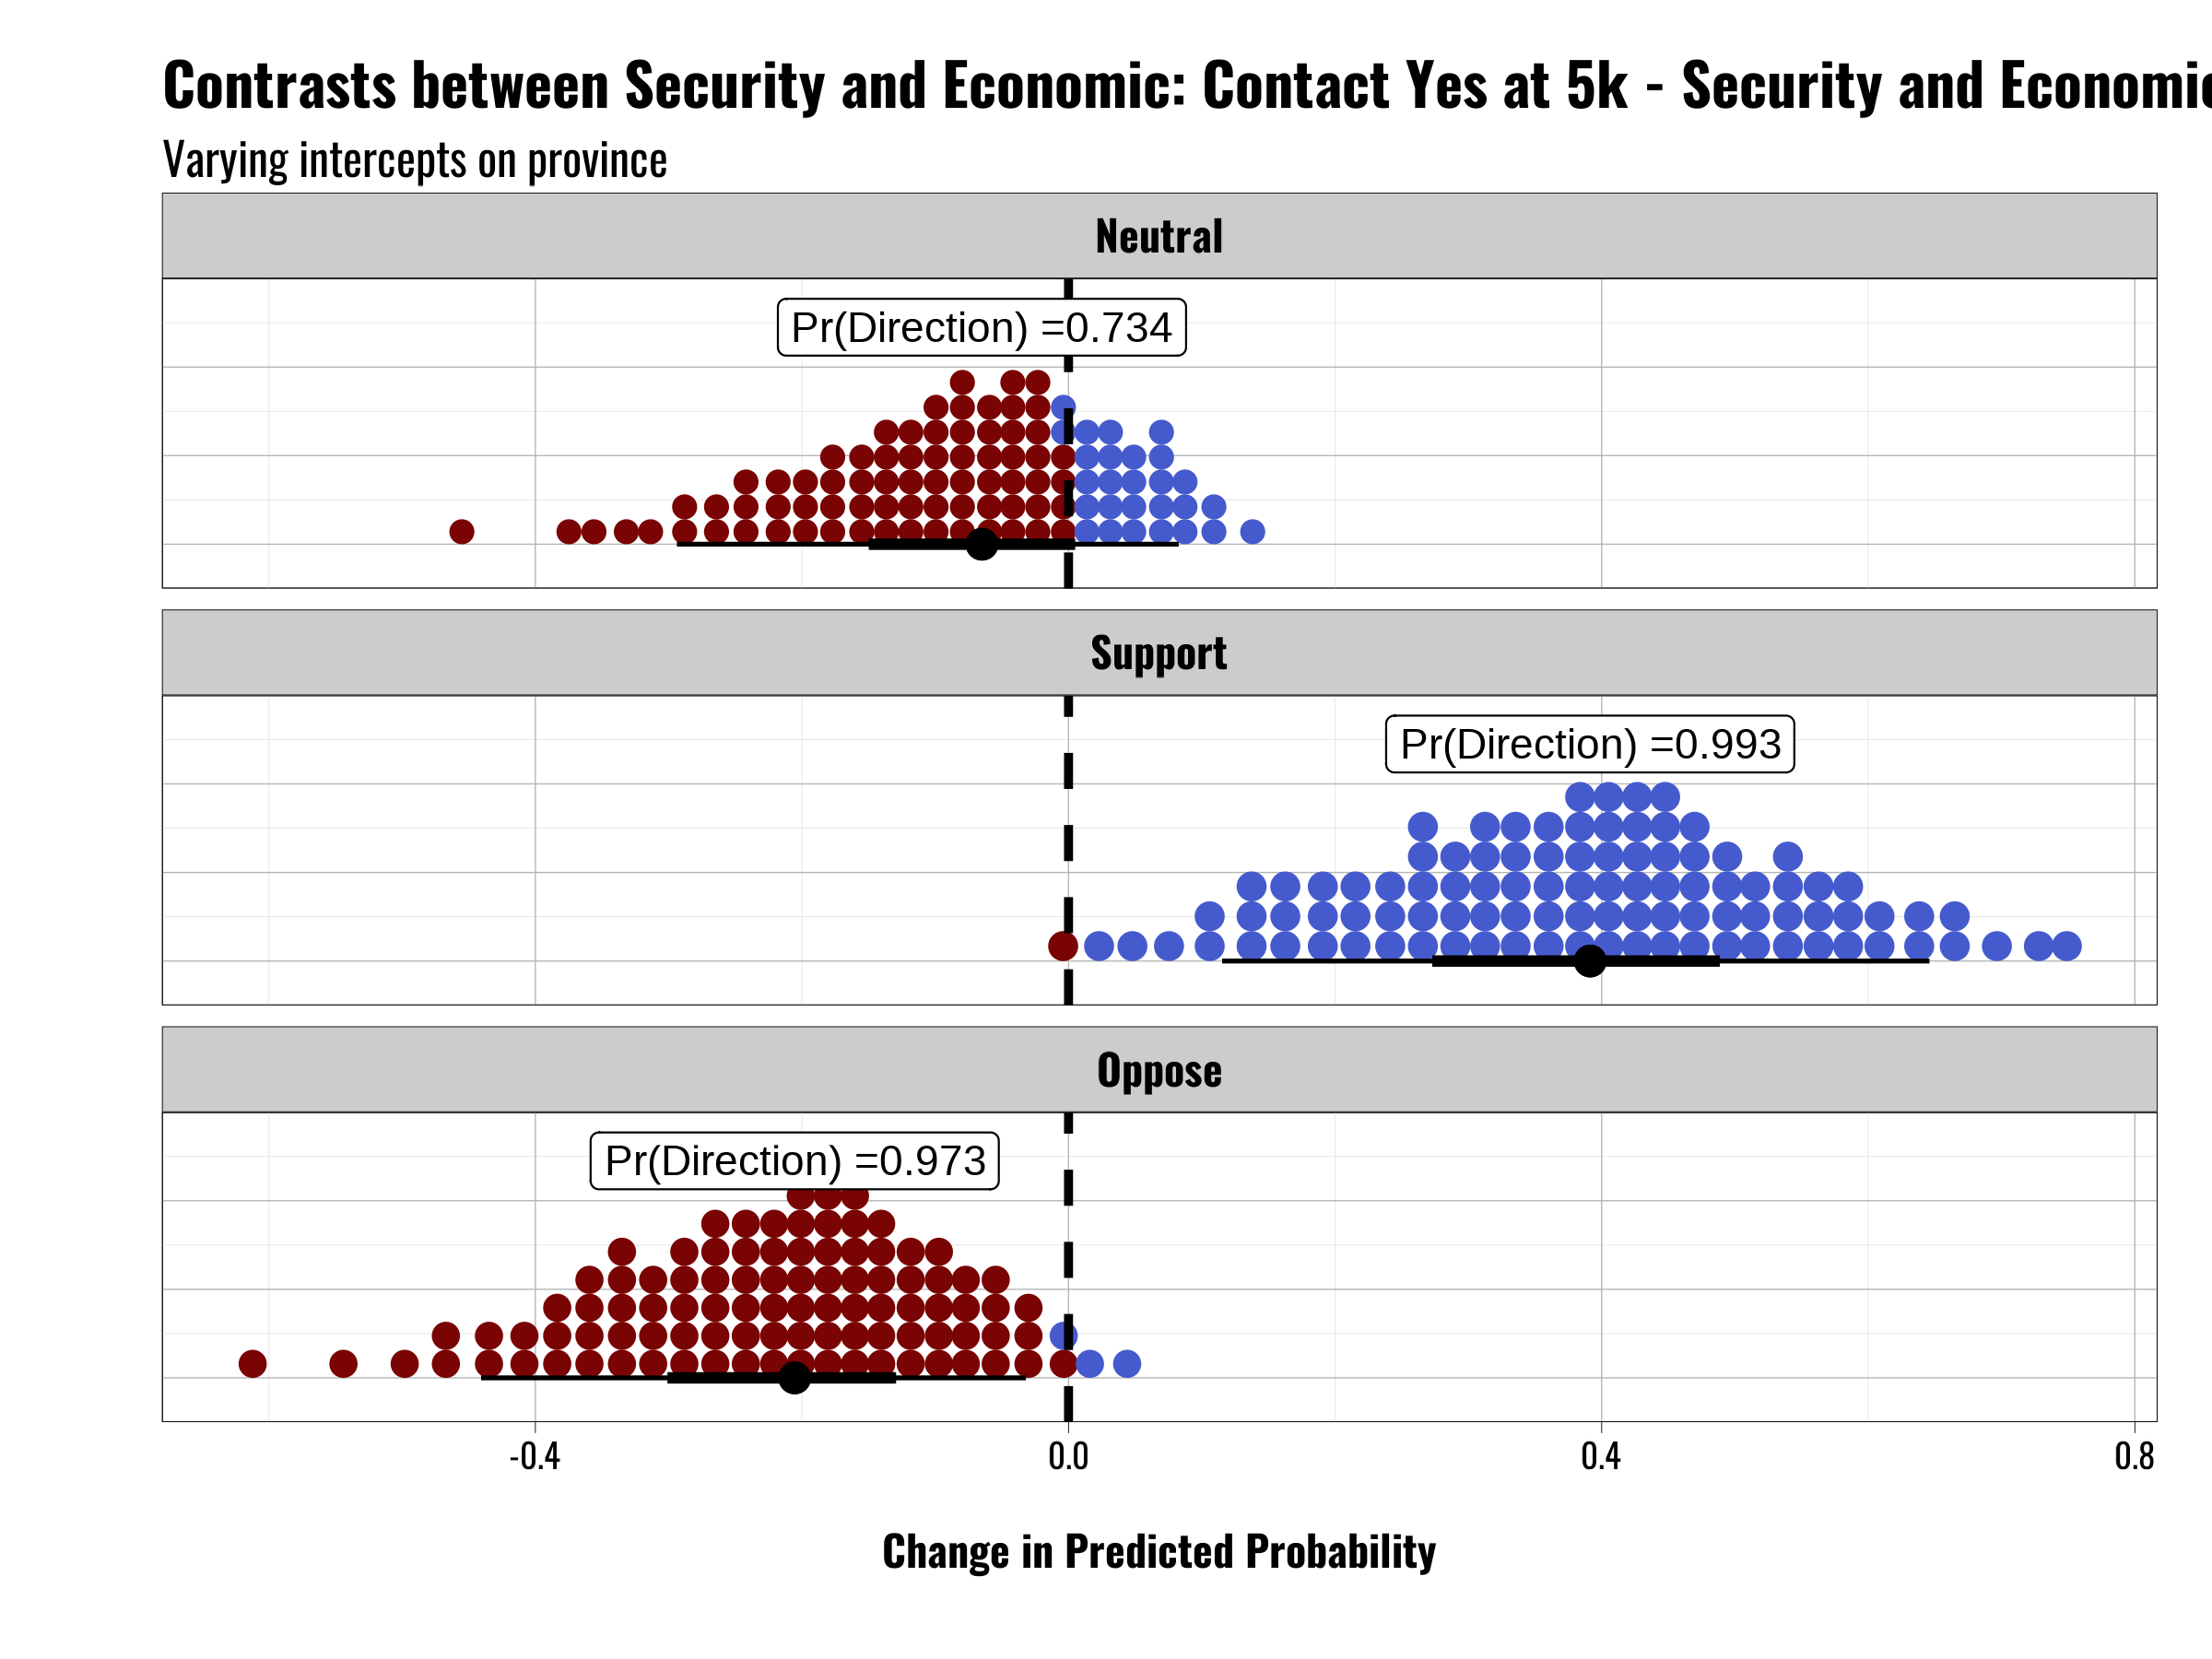 Contrasts between Security and Economic: Contact Yes at 5k - Security and Economic
Varying intercepts on province
Neutral
Pr(Direction) =0.734
Support
Pr(Direction) =0.993
Oppose
Pr(Direction) =0.973
-0.4 0.0 0.4 0.8
Change in Predicted Probability